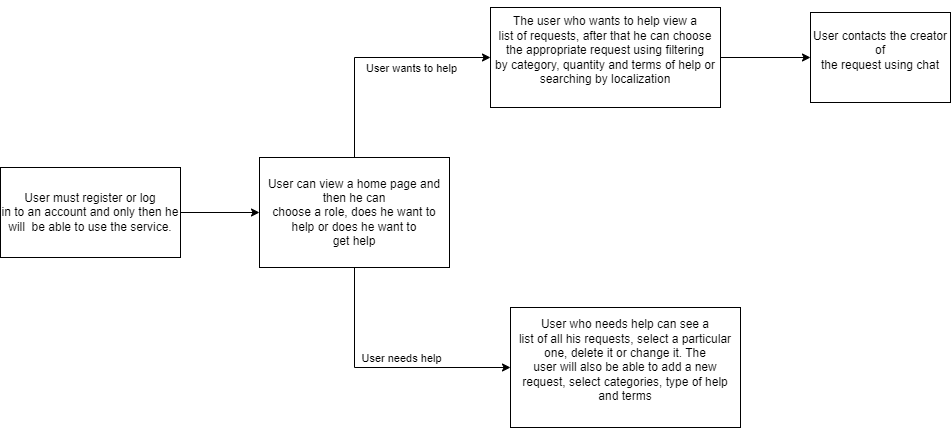 The user who wants to help view a
list of requests, after that he can choose
the appropriate request using filtering
by category, quantity and terms of help or
searching by localization
User contacts the creator
of
the request using chat
User wants to help
User must register or log
in to an account and only then he
will be able to use the service.
User can view a home page and
then he can
choose a role, does he want to
help or does he want to
get help
User needs help
User who needs help can see a
list of all his requests, select a particular
one, delete it or change it. The
user will also be able to add a new
request, select categories, type of help
and terms